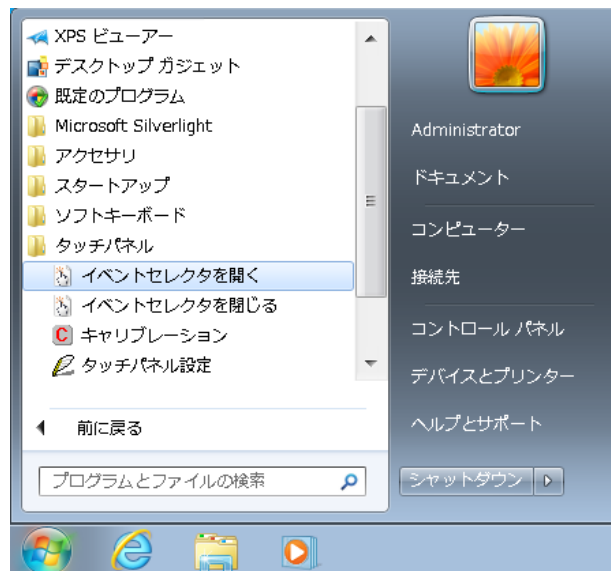 XPS ビューアー
デスクトップ ガジェット
既定のプログラム
Microsoft Silverlight
アクセサリ
スタートアップ
ソフトキーボード
タッチパネル
イベントセレクタを開く
イベントセレクタを閉じる
キャリブレーション
タッチパネル設定
前に戻る
プログラムとファイルの検索
Administrator
ドキュメント
コンピューター
接続先
コントロール パネル
デバイスとプリンター
ヘルプとサポート
シャットダウン